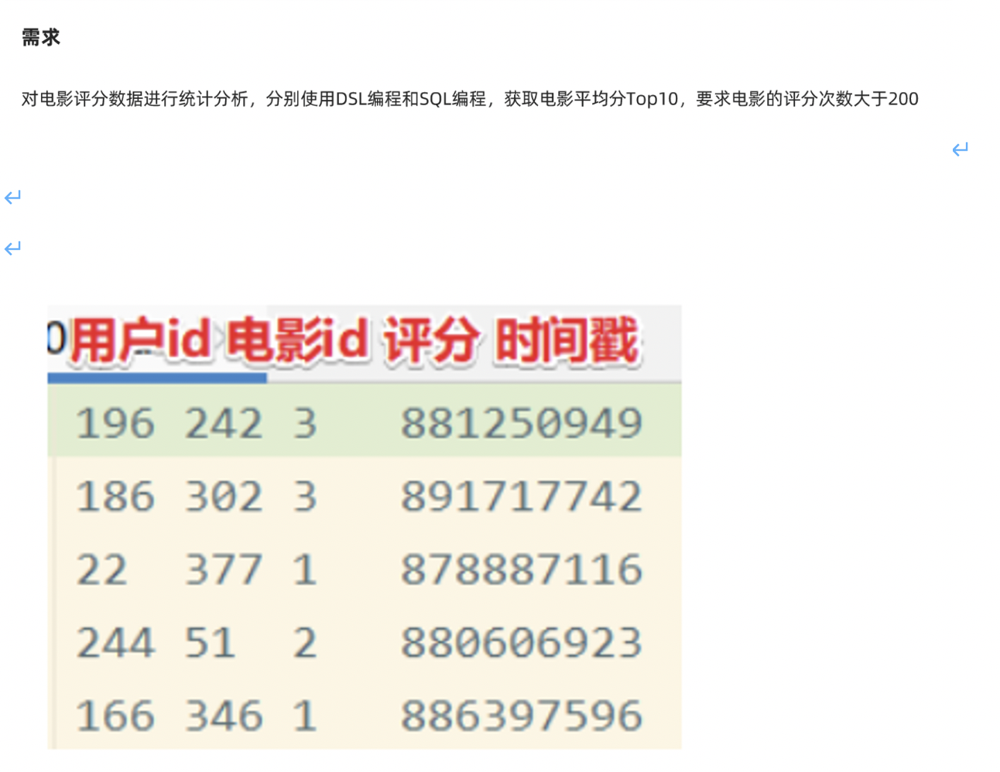 需求
对电影评分数据进行统计分析，分别使用DSL编程和SQL编程，获取电影平均分Top10，要求电影的评分次数大于200
用户id 电影id 评分 时间戳
196 242 3 881250949
186 302 3 891717742
22 377 1 878887116
244 51 2 880606923
166 346 1 886397596